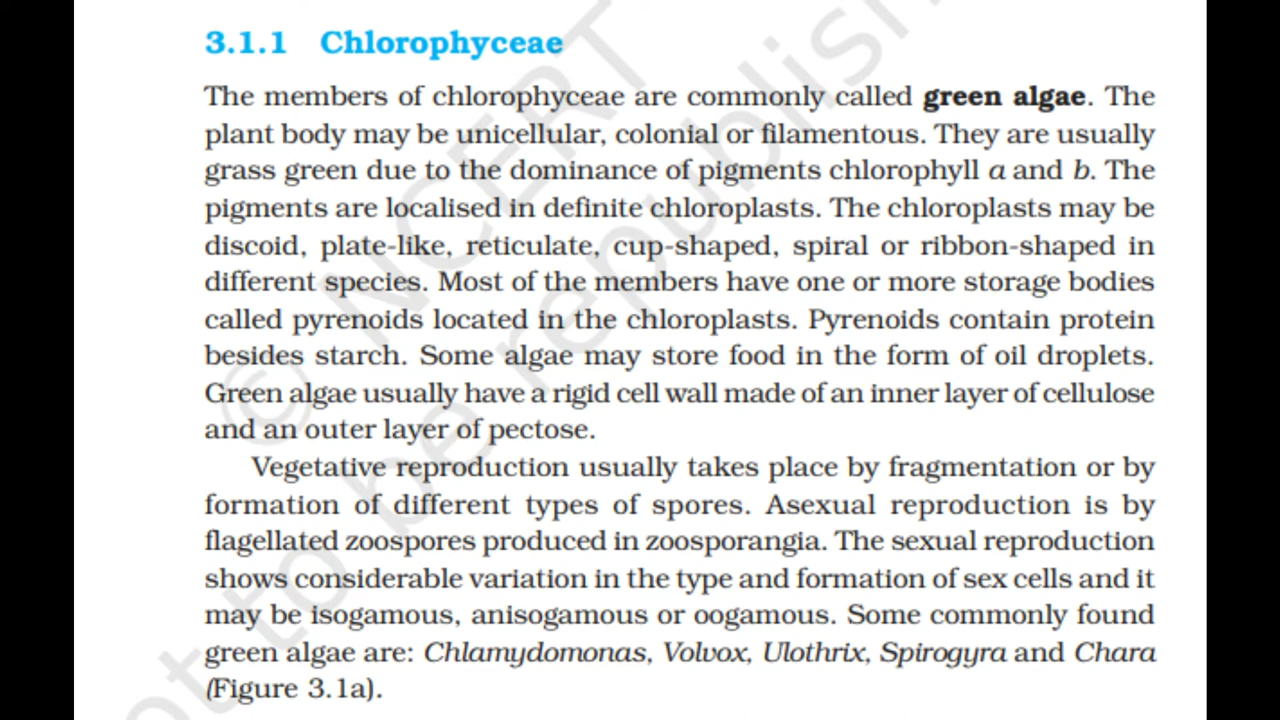 3.1.1 Chlorophyceae
The members of chlorophyceae are commonly called green algae. The
plant body may be unicellular, colonial or filamentous. They are usually
grass green due to the dominance of pigments chlorophyll a and b. The
pigments are localised in definite chloroplasts. The chloroplasts may be
discoid, plate-like, reticulate, cup-shaped, spiral or ribbon-shaped in
different species. Most of the members have one or more storage bodies
called pyrenoids located in the chloroplasts. Pyrenoids contain protein
besides starch. Some algae may store food in the form of oil droplets.
Green algae usually have a rigid cell wall made of an inner layer of cellulose
and an outer layer of pectose.
Vegetative reproduction usually takes place by fragmentation or by
formation of different types of spores. Asexual reproduction is by
flagellated zoospores produced in zoosporangia. The sexual reproduction
shows considerable variation in the type and formation of sex cells and it
may be isogamous, anisogamous or oogamous. Some commonly found
green algae are: Chlamydomonas, Volvox, Ulothrix, Spirogyra and Chara
(Figure 3.1a).
© NCERT
not to be republish